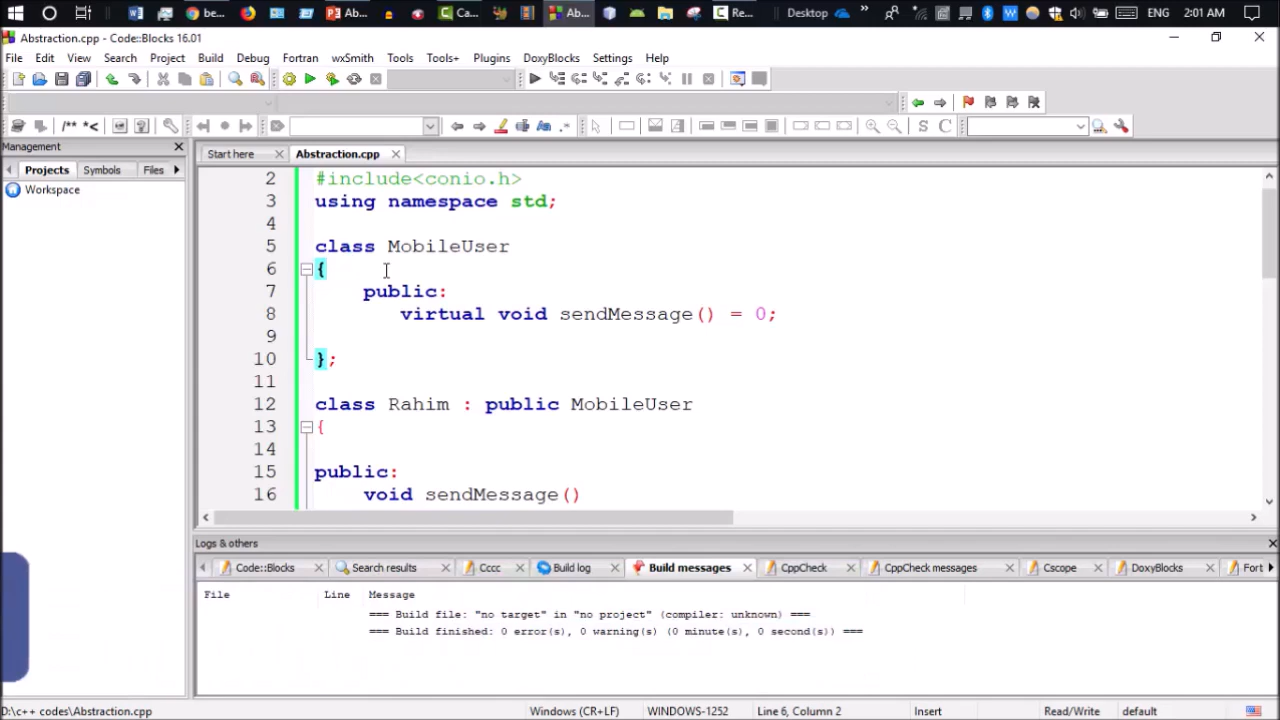 be...
Ab...
Ca...
Ab...
Re...
Desktop
»
ENG
2:01 AM
Abstraction.cpp - Code::Blocks 16.01
File Edit View Search Project Build Debug Fortran wxSmith Tools Tools+ Plugins DoxyBlocks Settings Help
/** *<
S C
Management
Start here
Abstraction.cpp
Projects Symbols Files
Workspace
2 #include<conio.h>
3 using namespace std;
4
5 class MobileUser
6 {
7 public:
8 virtual void sendMessage() = 0;
9
10 };
11
12 class Rahim : public MobileUser
13 {
14
15 public:
16 void sendMessage()
Logs & others
Code::Blocks Search results Cccc Build log Build messages CppCheck CppCheck messages Cscope DoxyBlocks Fort
File Line Message
=== Build file: "no target" in "no project" (compiler: unknown) ===
=== Build finished: 0 error(s), 0 warning(s) (0 minute(s), 0 second(s)) ===
D:\c++ codes\Abstraction.cpp Windows (CR+LF) WINDOWS-1252 Line 6, Column 2 Insert Read/Write default